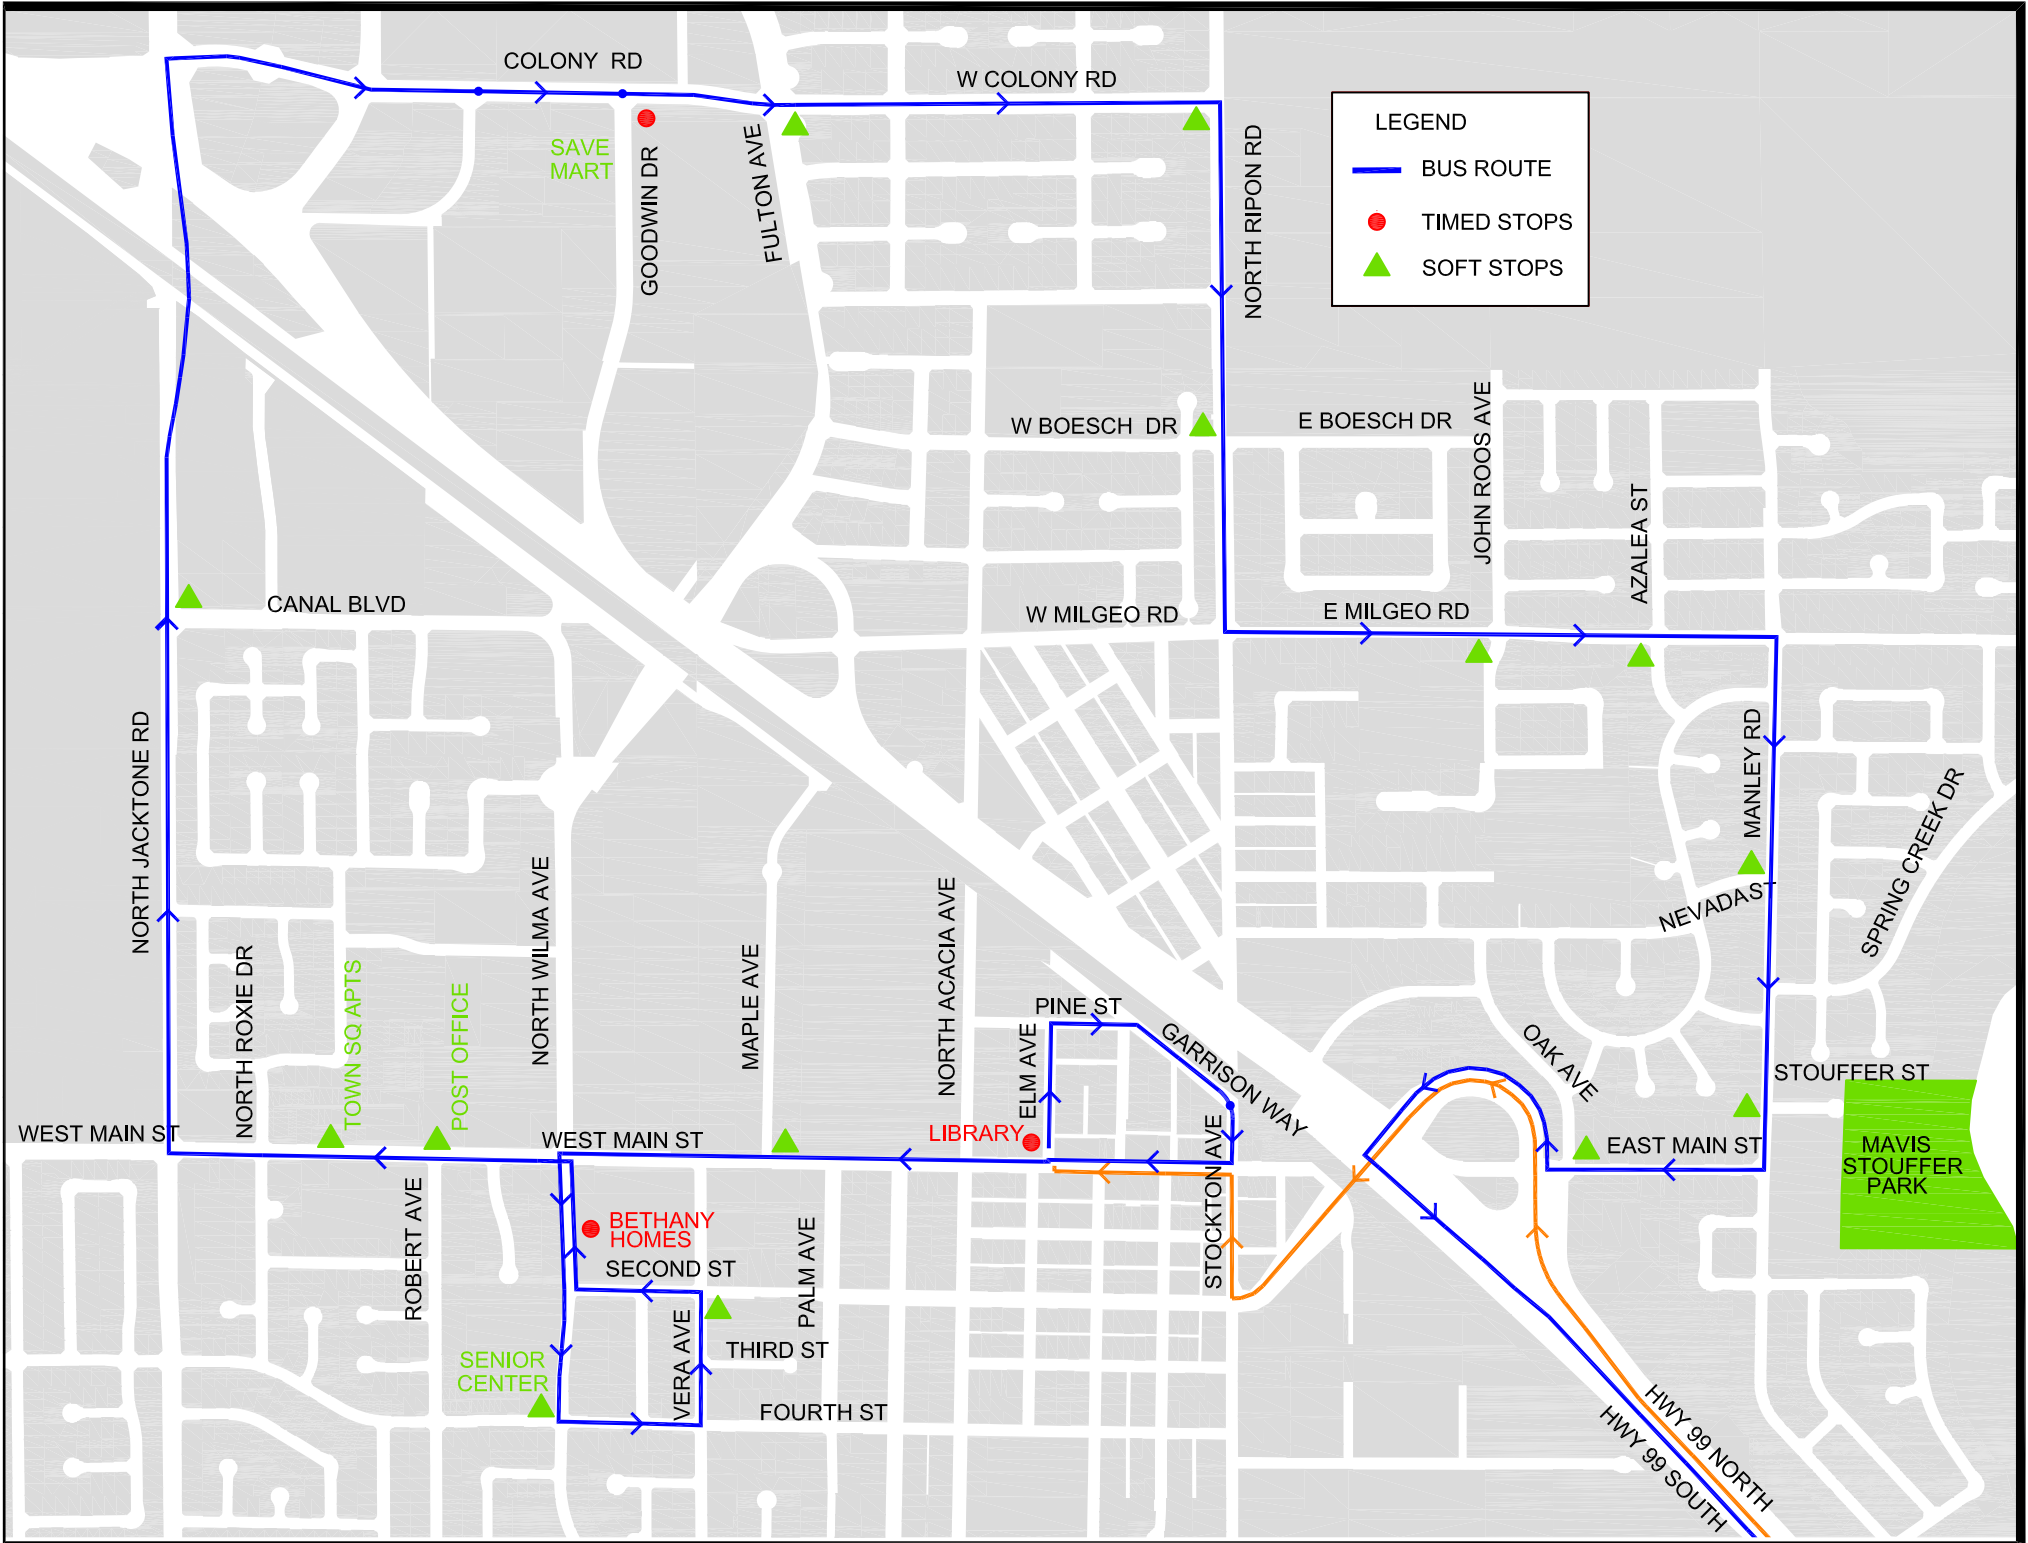 COLONY RD
W COLONY RD
LEGEND
BUS ROUTE
TIMED STOPS
SOFT STOPS
SAVE
MART
GOODWIN DR
FULTON AVE
NORTH RIPON RD
W BOESCH DR
E BOESCH DR
JOHN ROOS AVE
AZALEA ST
CANAL BLVD
W MILGEO RD
E MILGEO RD
NORTH JACKTONE RD
MANLEY RD
SPRING CREEK DR
NEVADA ST
NORTH WILMA AVE
NORTH ROXIE DR
TOWN SQ APTS
POST OFFICE
MAPLE AVE
NORTH ACACIA AVE
PINE ST
ELM AVE
GARRISON WAY
OAK AVE
STOUFFER ST
WEST MAIN ST
WEST MAIN ST
LIBRARY
STOCKTON AVE
EAST MAIN ST
MAVIS
STOUFFER
PARK
ROBERT AVE
BETHANY
HOMES
SECOND ST
PALM AVE
VERA AVE
THIRD ST
SENIOR
CENTER
FOURTH ST
HWY 99 NORTH
HWY 99 SOUTH